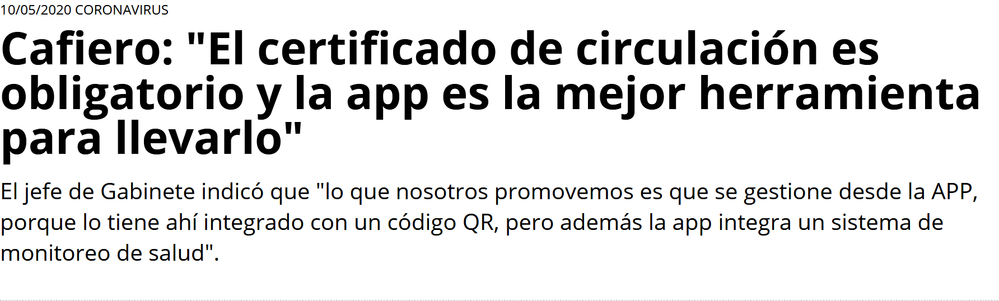 10/05/2020 CORONAVIRUS
Cafiero: "El certificado de circulación es
obligatorio y la app es la mejor herramienta
para llevarlo"
El jefe de Gabinete indicó que "lo que nosotros promovemos es que se gestione desde la APP,
porque lo tiene ahí integrado con un código QR, pero además la app integra un sistema de
monitoreo de salud".